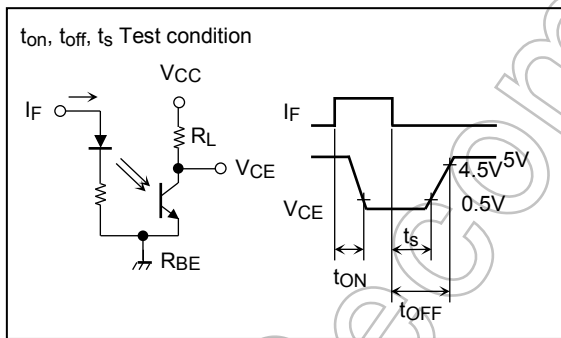 ton, toff, ts Test condition
VCC
IF
RL
VCE
RBE
IF
5V
4.5V
0.5V
VCE
ts
tON
tOFF
com